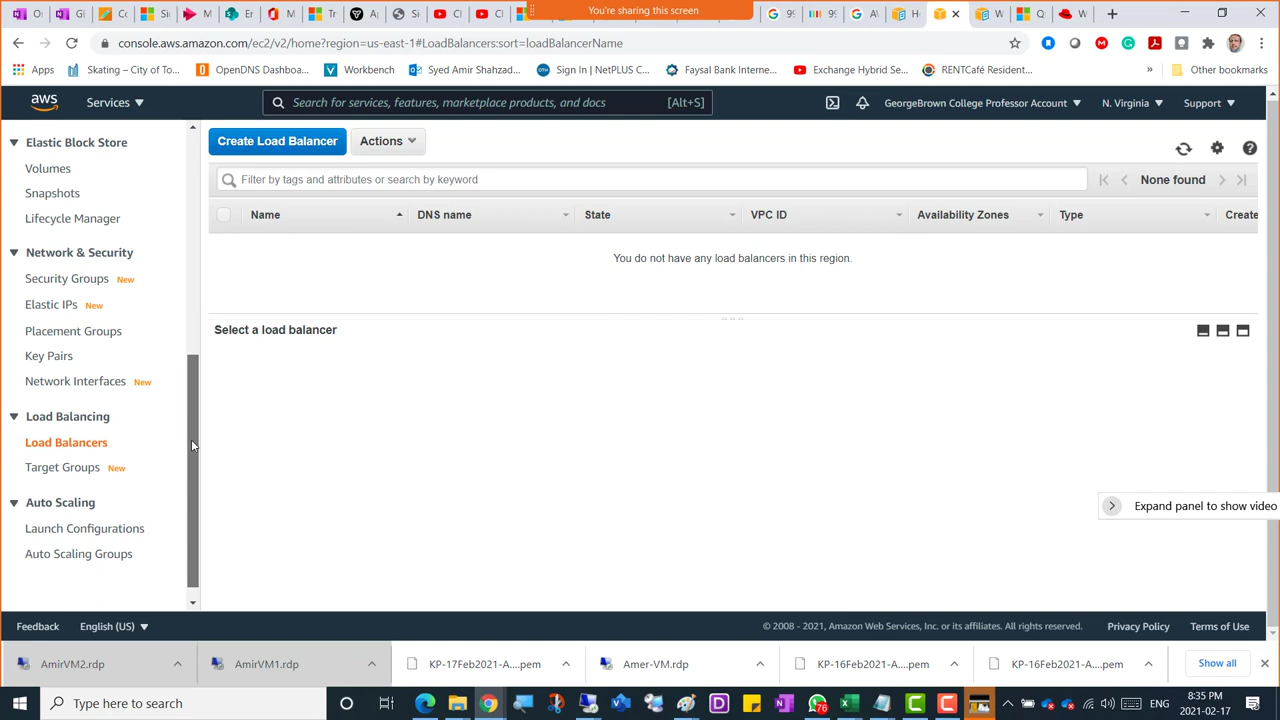 You're sharing this screen
console.aws.amazon.com/ec2/v2/home?region=us-east-1#LoadBalancers:sort=loadBalancerName
Apps
Skating – City of To...
OpenDNS Dashboa...
Workbench
Syed Amir Shahzad...
Sign In | NetPLUS C...
Faysal Bank Interne...
Exchange Hybrid Se...
RENTCafé Resident...
»
Other bookmarks
aws
Services
Search for services, features, marketplace products, and docs
[Alt+S]
GeorgeBrown College Professor Account
N. Virginia
Support
Elastic Block Store
Volumes
Snapshots
Lifecycle Manager
Network & Security
Security Groups New
Elastic IPs New
Placement Groups
Key Pairs
Network Interfaces New
Load Balancing
Load Balancers
Target Groups New
Auto Scaling
Launch Configurations
Auto Scaling Groups
Create Load Balancer
Actions
Filter by tags and attributes or search by keyword
None found
Name
DNS name
State
VPC ID
Availability Zones
Type
Create
You do not have any load balancers in this region.
Select a load balancer
Expand panel to show video
Feedback
English (US)
© 2008 - 2021, Amazon Web Services, Inc. or its affiliates. All rights reserved.
Privacy Policy
Terms of Use
AmirVM2.rdp
AmirVM1.rdp
KP-17Feb2021-A....pem
Amer-VM.rdp
KP-16Feb2021-A....pem
KP-16Feb2021-A....pem
Show all
Type here to search
76
ENG
8:35 PM
2021-02-17